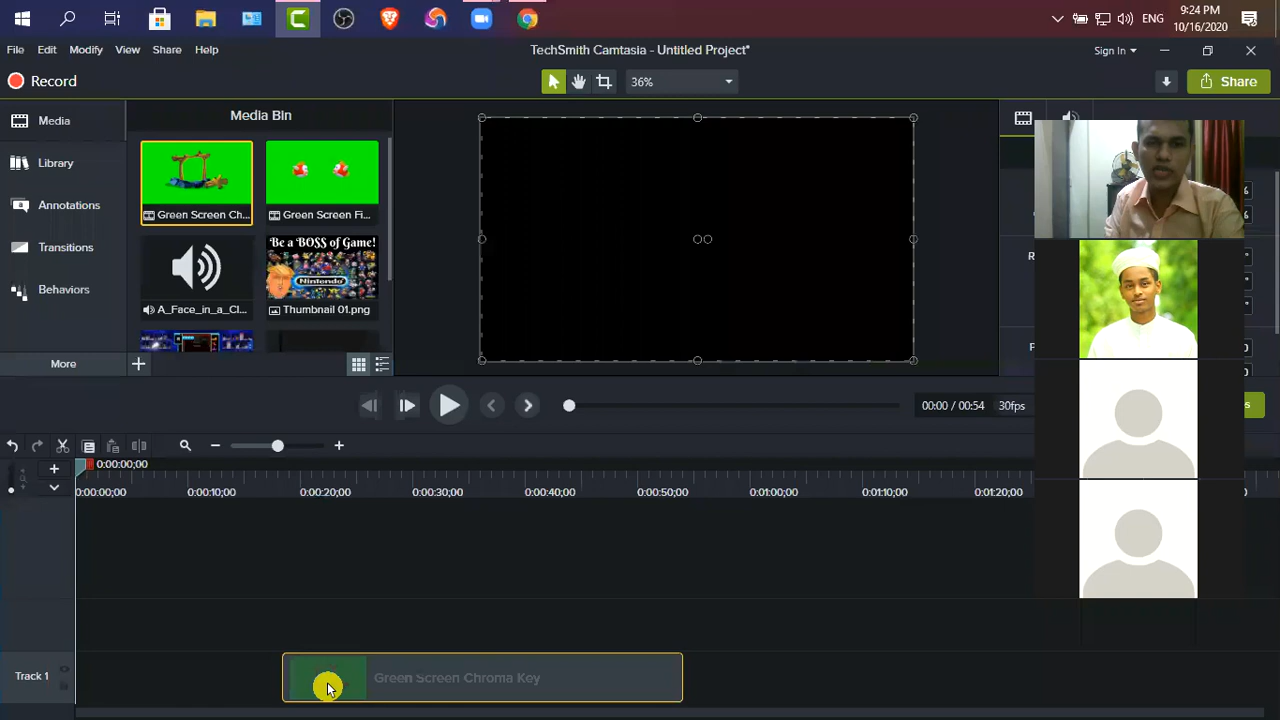 ENG
9:24 PM
10/16/2020
File Edit Modify View Share Help
TechSmith Camtasia - Untitled Project*
Sign In
Record
36%
Share
Media
Library
Annotations
Transitions
Behaviors
More
Media Bin
Green Screen Ch...
Green Screen Fi...
A_Face_in_a_Cl...
Be a BOSS of Game!
Nintendo
Thumbnail 01.png
%
%
00:00 / 00:54
30fps
s
0:00:00;00
0:00:00;00 0:00:10;00 0:00:20;00 0:00:30;00 0:00:40;00 0:00:50;00 0:01:00;00 0:01:10;00 0:01:20;00
Track 1
Green Screen Chroma Key